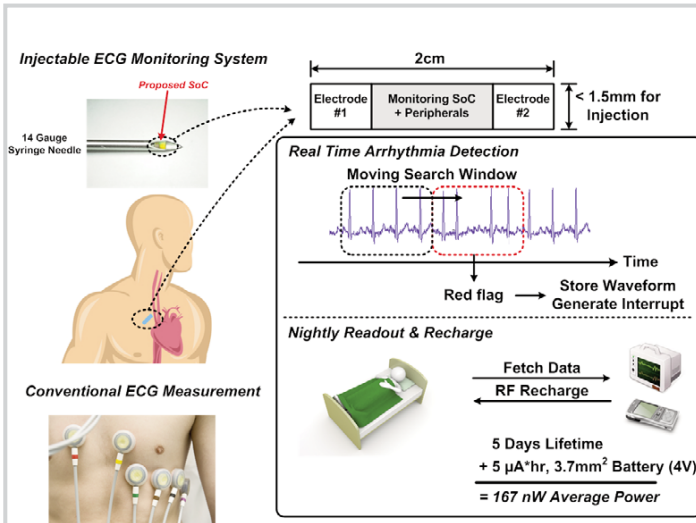 Injectable ECG Monitoring System
Proposed SoC
14 Gauge
Syringe Needle
2cm
Electrode
#1
Monitoring SoC
+ Peripherals
Electrode
#2
< 1.5mm for
Injection
Real Time Arrhythmia Detection
Moving Search Window
Time
Red flag
Store Waveform
Generate Interrupt
Nightly Readout & Recharge
Fetch Data
RF Recharge
5 Days Lifetime
+ 5 µA*hr, 3.7mm² Battery (4V)
= 167 nW Average Power
Conventional ECG Measurement